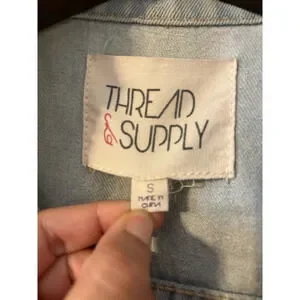 THREAD
& SUPPLY
S
MADE IN
CHINA